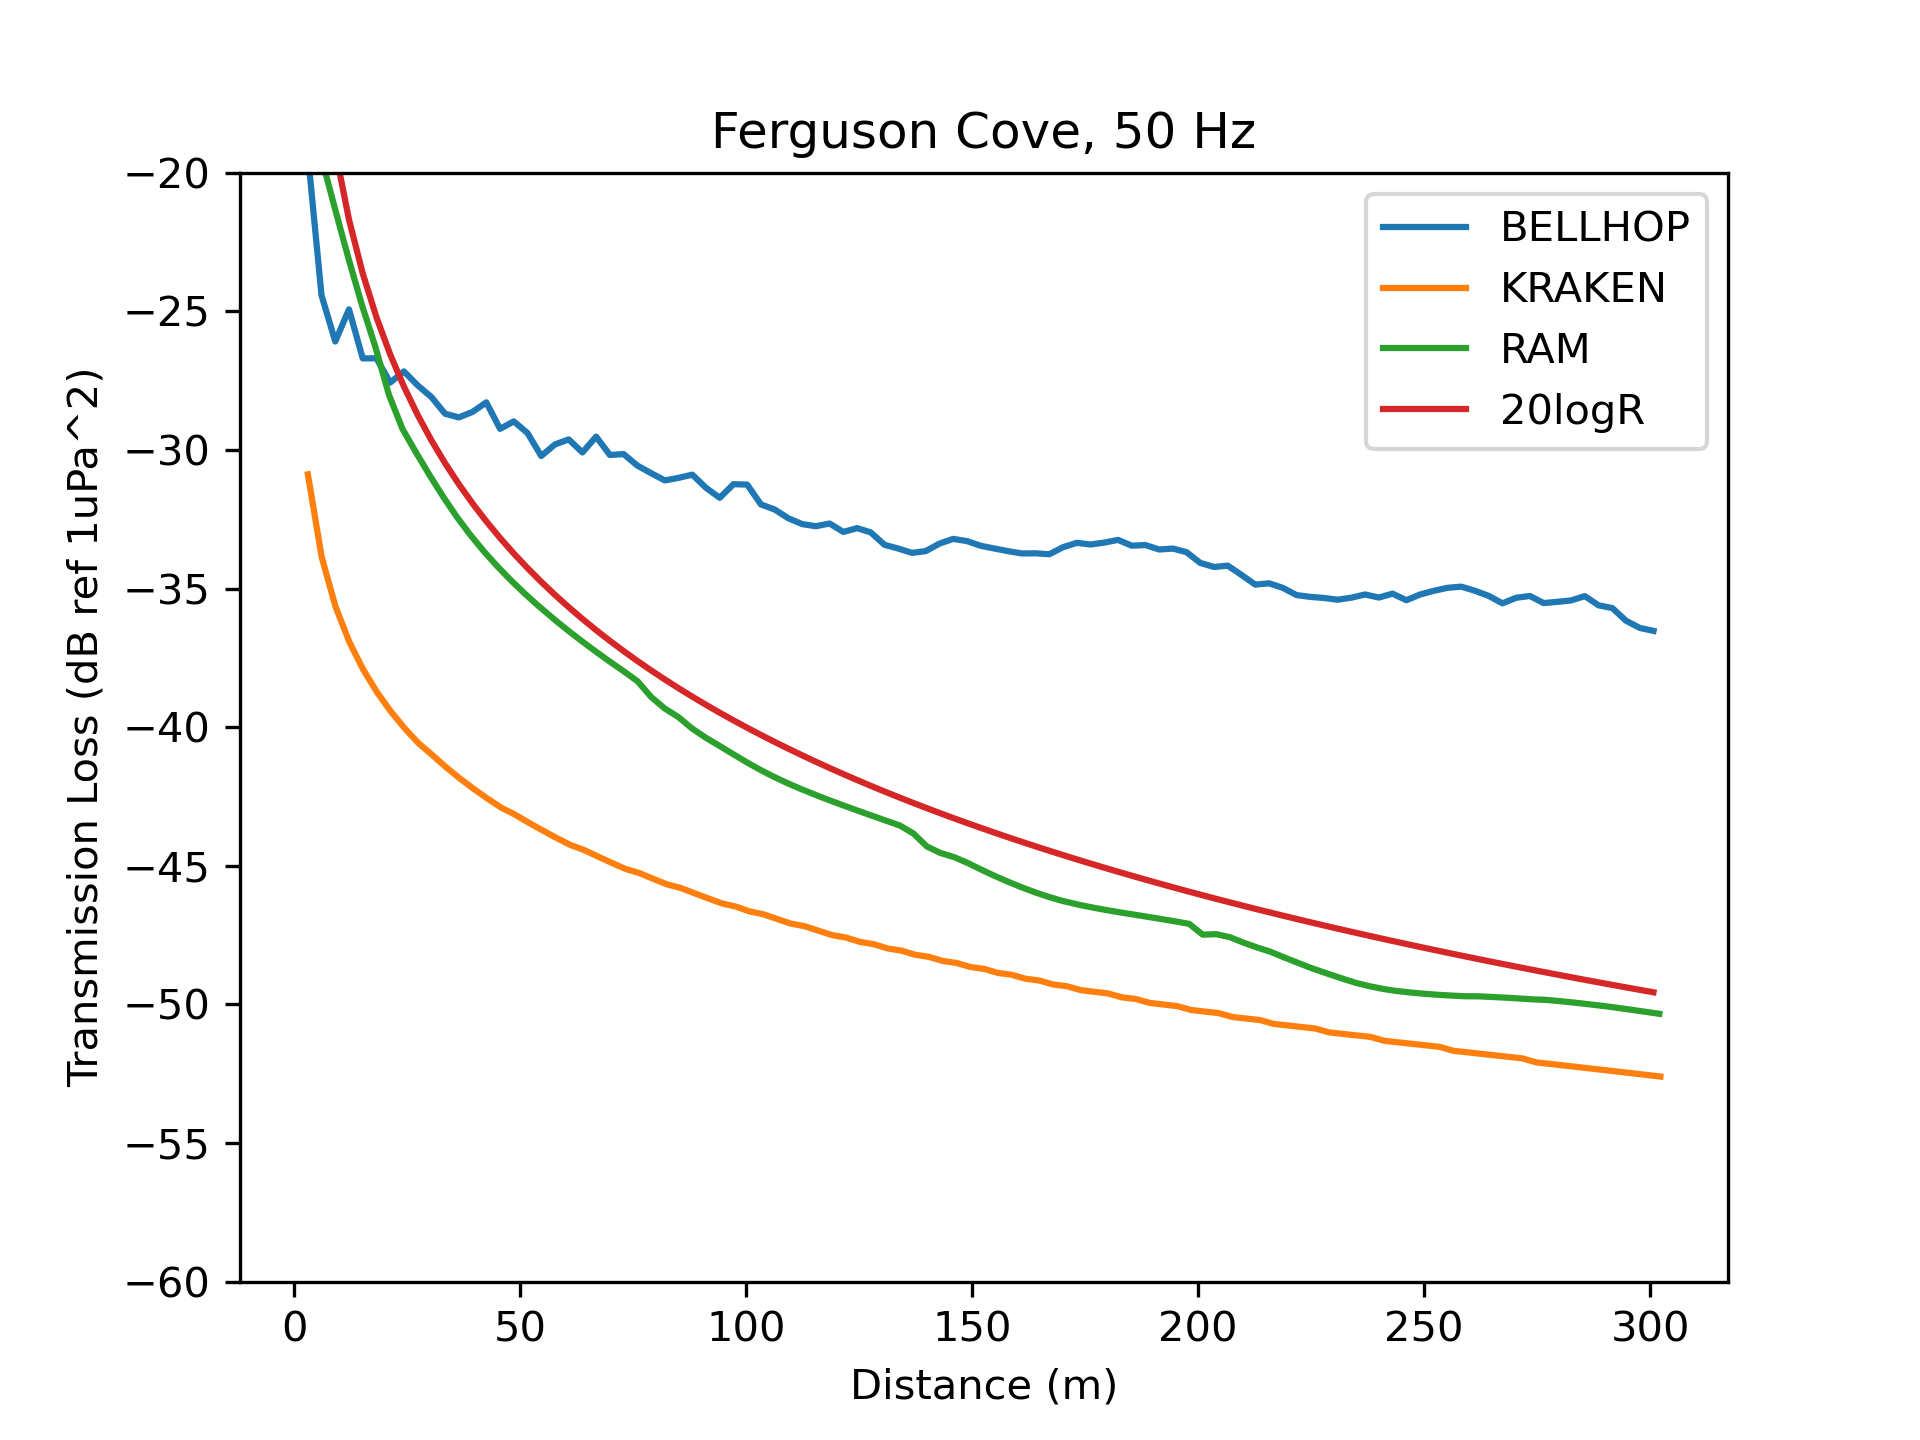 Ferguson Cove, 50 Hz
Transmission Loss (dB ref 1uPa^2)
−20
−25
−30
−35
−40
−45
−50
−55
−60
BELLHOP
KRAKEN
RAM
20logR
0 50 100 150 200 250 300
Distance (m)